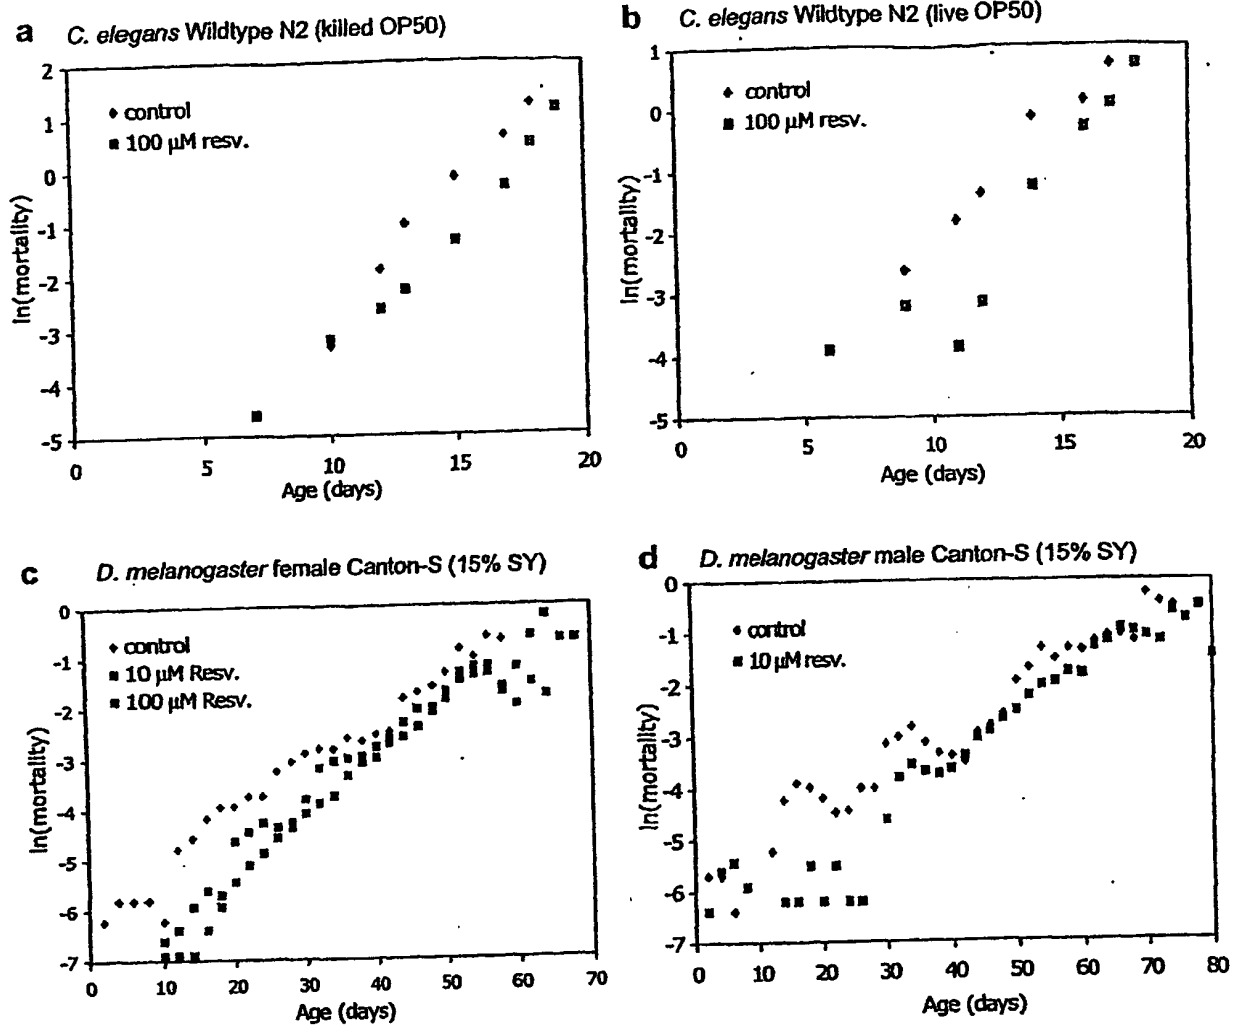 a C. elegans Wildtype N2 (killed OP50)
2
1
0
-1
-2
-3
-4
-5
ln(mortality)
control
100 µM resv.
0 5 10 15 20
Age (days)
b C. elegans Wildtype N2 (live OP50)
1
0
-1
-2
-3
-4
-5
ln(mortality)
control
100 µM resv.
0 5 10 15 20
Age (days)
c D. melanogaster female Canton-S (15% SY)
0
-1
-2
-3
-4
-5
-6
-7
ln(mortality)
control
10 µM Resv.
100 µM Resv.
0 10 20 30 40 50 60 70
Age (days)
d D. melanogaster male Canton-S (15% SY)
0
-1
-2
-3
-4
-5
-6
-7
ln(mortality)
control
10 µM resv.
0 10 20 30 40 50 60 70 80
Age (days)